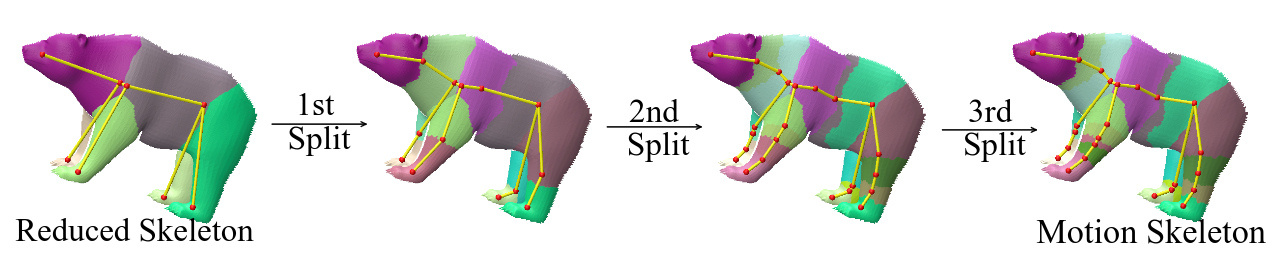 1st
Split
2nd
Split
3rd
Split
Reduced Skeleton
Motion Skeleton